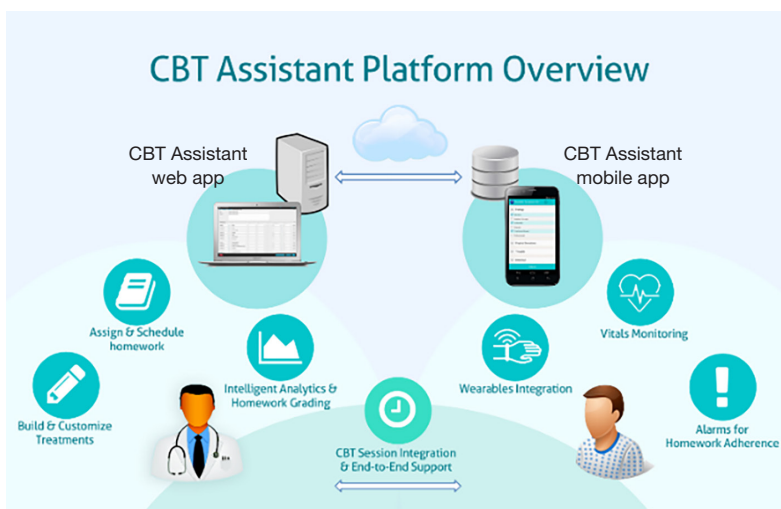 CBT Assistant Platform Overview
CBT Assistant
web app
CBT Assistant
mobile app
Assign & Schedule
homework
Vitals Monitoring
Intelligent Analytics &
Homework Grading
Wearables Integration
Build & Customize
Treatments
Alarms for
Homework Adherence
CBT Session Integration
& End-to-End Support